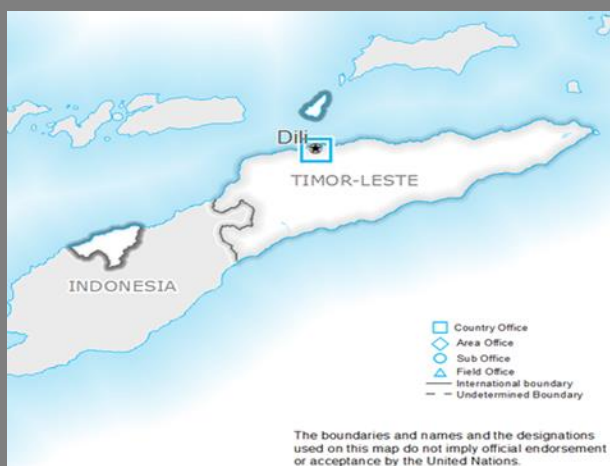 Dili
TIMOR-LESTE
INDONESIA
Country Office
Area Office
Sub Office
Field Office
International boundary
Undetermined Boundary
The boundaries and names and the designations
used on this map do not imply official endorsement
or acceptance by the United Nations.